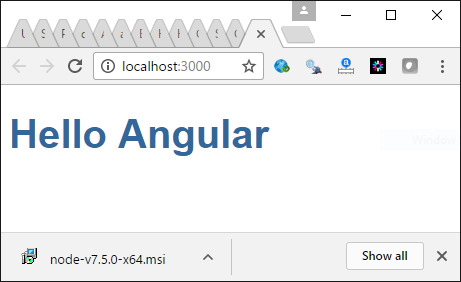 localhost:3000
Hello Angular
node-v7.5.0-x64.msi
Show all